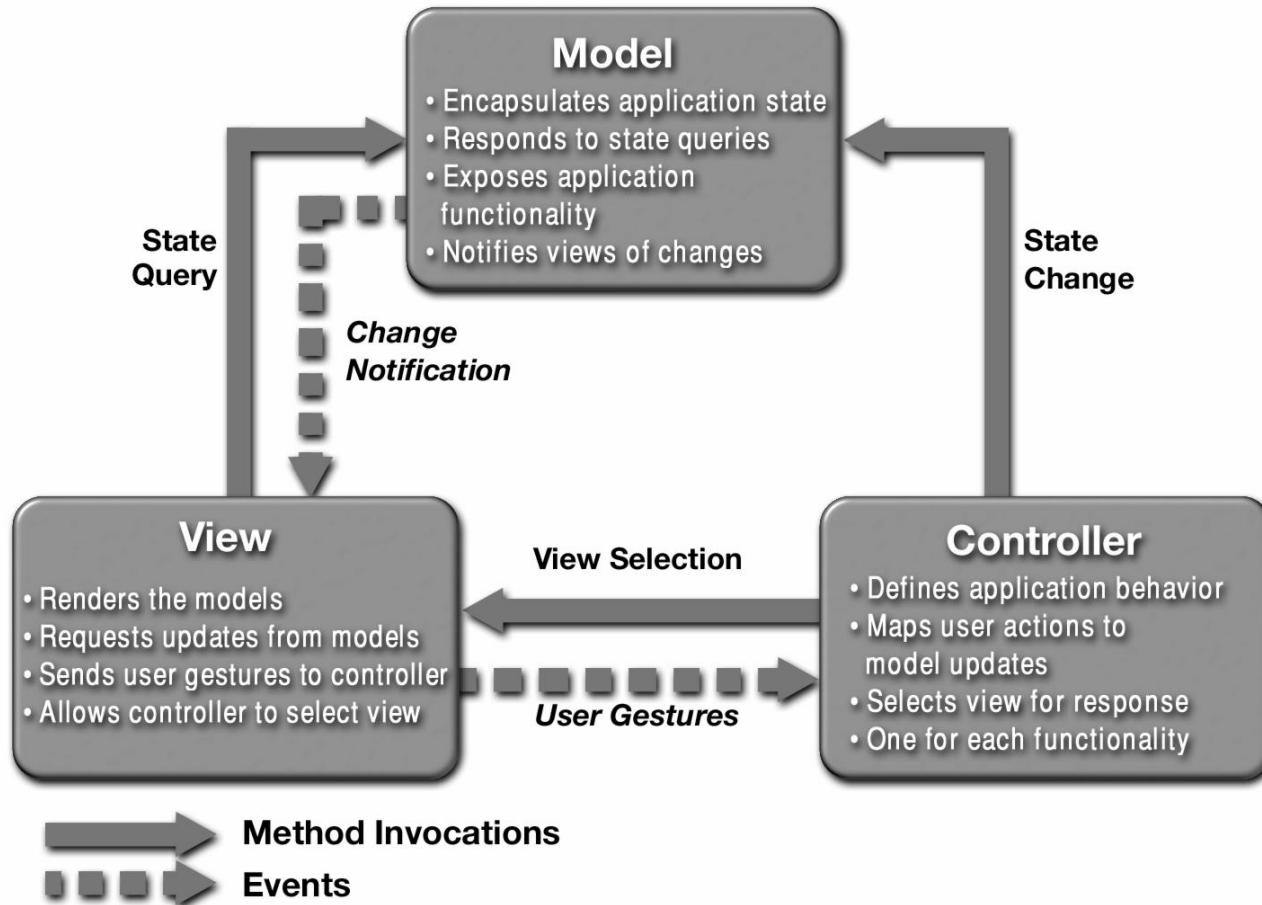 Model
• Encapsulates application state
• Responds to state queries
• Exposes application
functionality
• Notifies views of changes
State
Query
Change
Notification
State
Change
View
• Renders the models
• Requests updates from models
• Sends user gestures to controller
• Allows controller to select view
View Selection
User Gestures
Controller
• Defines application behavior
• Maps user actions to
model updates
• Selects view for response
• One for each functionality
Method Invocations
Events